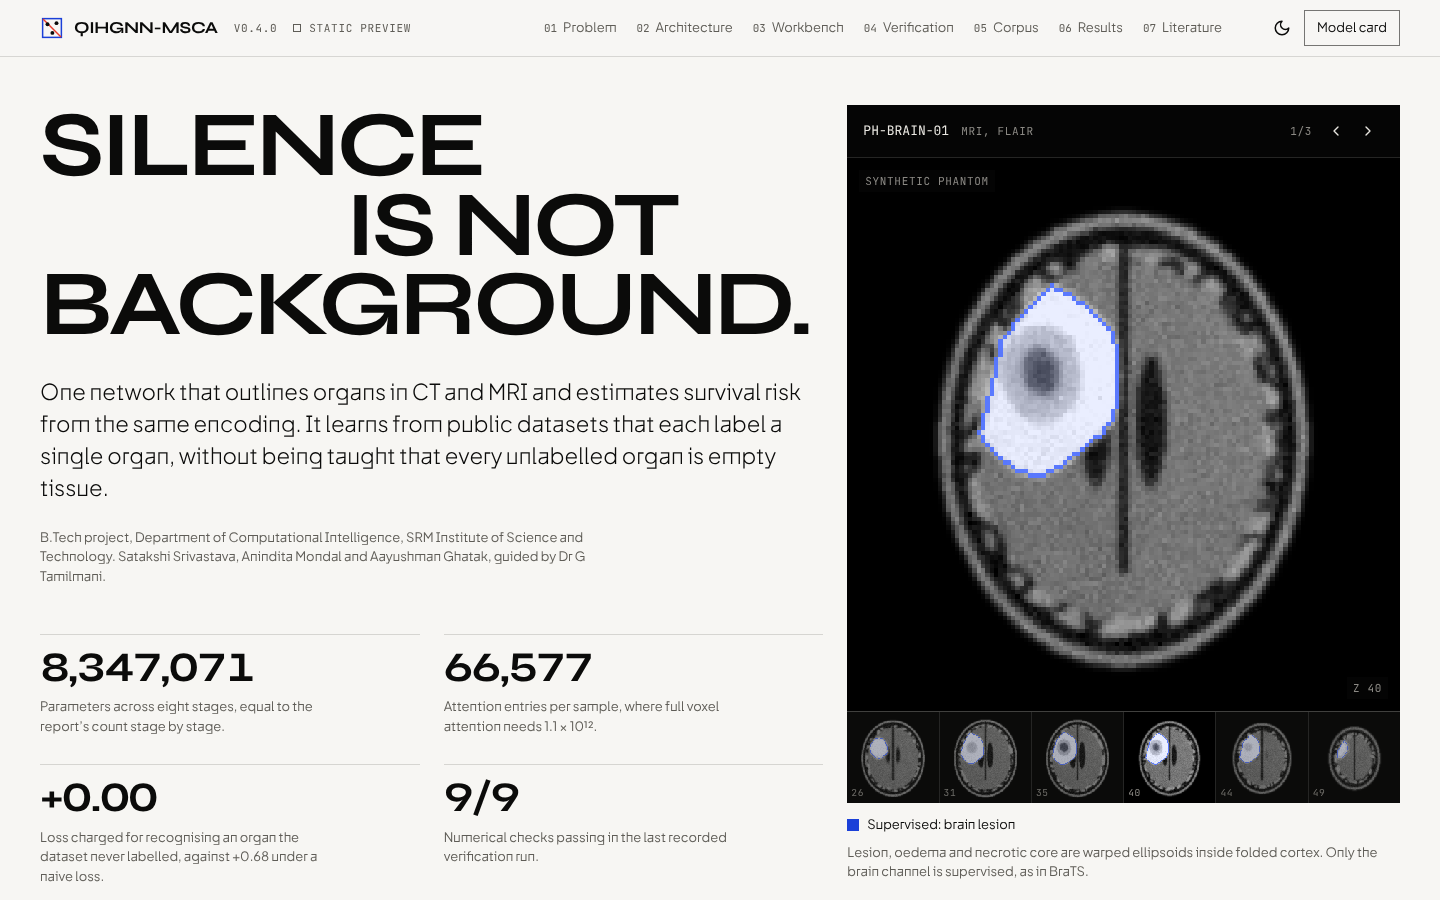 QIHGNN-MSCA V0.4.0 STATIC PREVIEW 01 Problem 02 Architecture 03 Workbench 04 Verification 05 Corpus 06 Results 07 Literature Model card
SILENCE
IS NOT
BACKGROUND.
One network that outlines organs in CT and MRI and estimates survival risk
from the same encoding. It learns from public datasets that each label a
single organ, without being taught that every unlabelled organ is empty
tissue.
B.Tech project, Department of Computational Intelligence, SRM Institute of Science and
Technology. Satakshi Srivastava, Anindita Mondal and Aayushman Ghatak, guided by Dr G
Tamilmani.
8,347,071
Parameters across eight stages, equal to the
report's count stage by stage.
66,577
Attention entries per sample, where full voxel
attention needs 1.1 × 10¹².
+0.00
Loss charged for recognising an organ the
dataset never labelled, against +0.68 under a
naive loss.
9/9
Numerical checks passing in the last recorded
verification run.
PH-BRAIN-01 MRI, FLAIR 1/3
SYNTHETIC PHANTOM
Z 40
26 31 35 40 44 49
Supervised: brain lesion
Lesion, oedema and necrotic core are warped ellipsoids inside folded cortex. Only the
brain channel is supervised, as in BraTS.